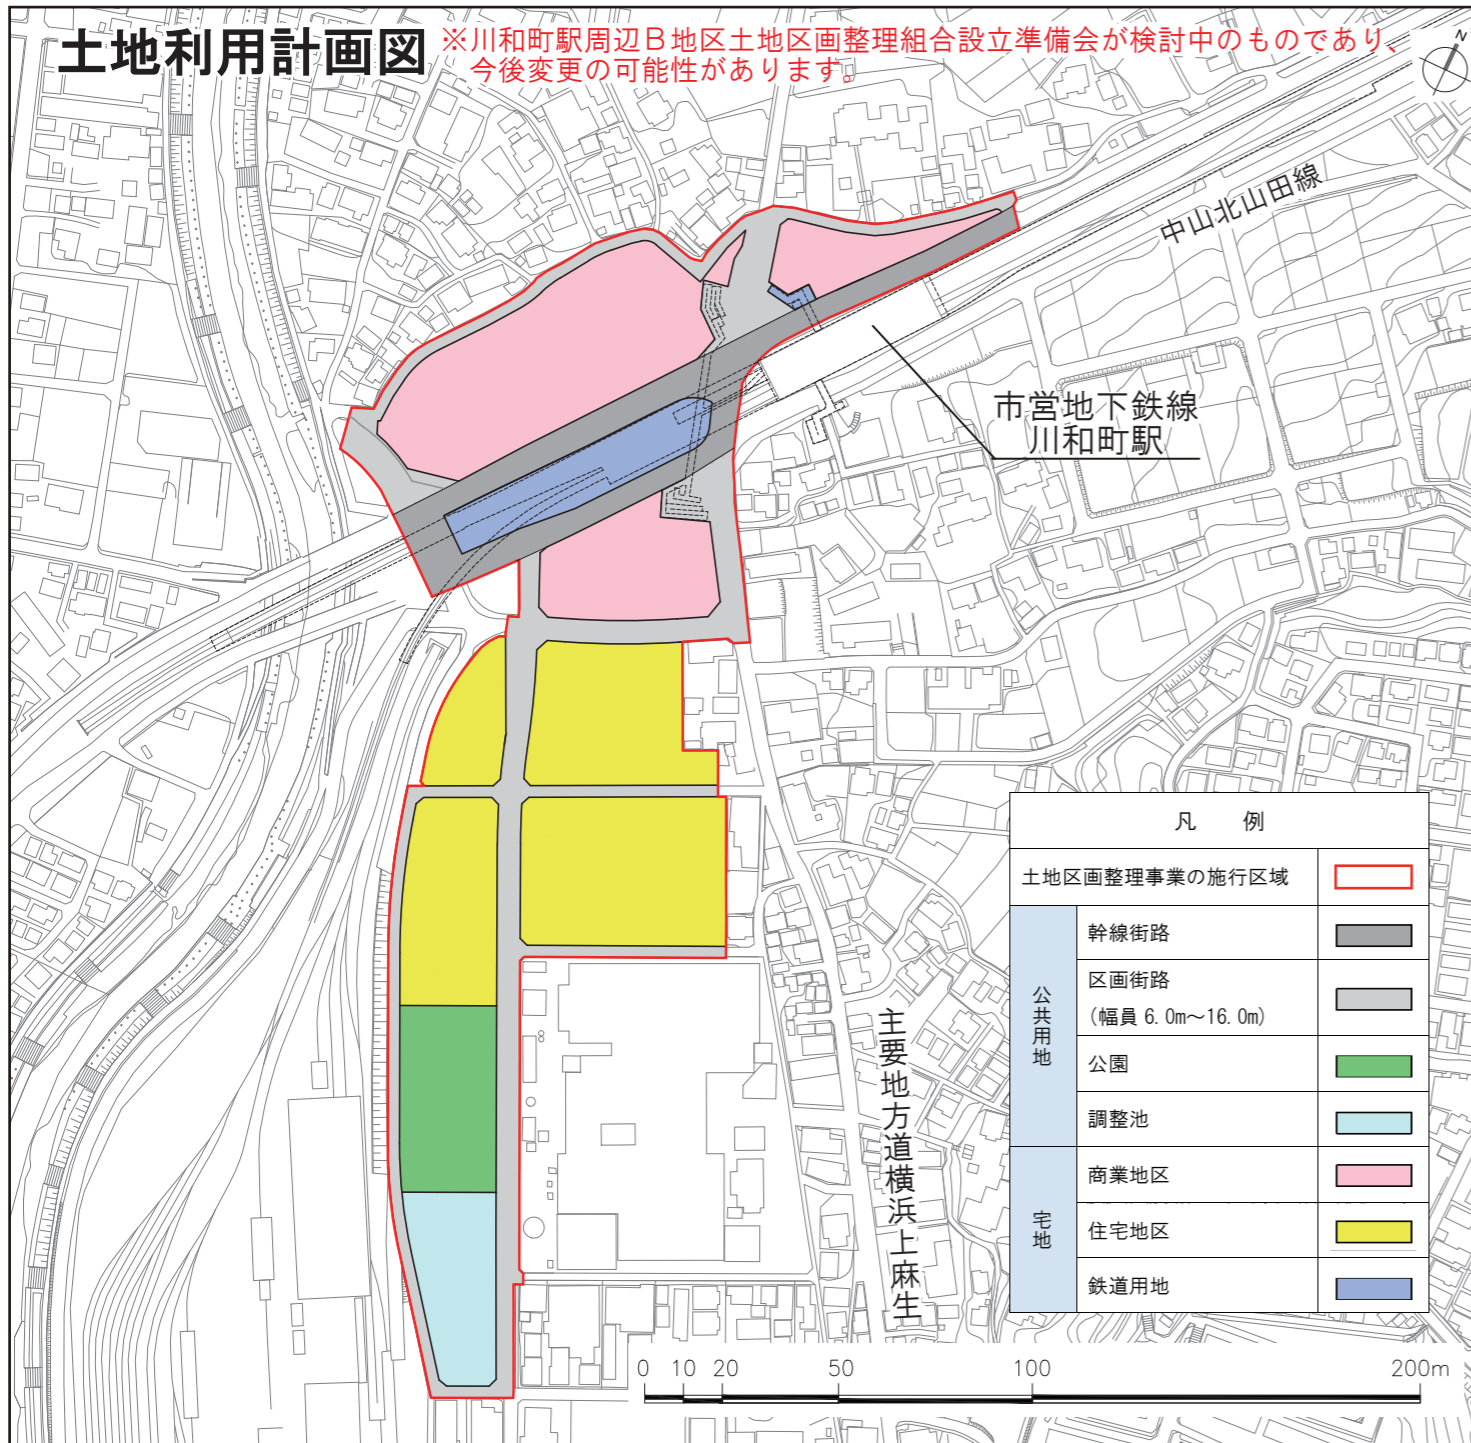 土地利用計画図
※川和町駅周辺B地区土地区画整理組合設立準備会が検討中のものであり、
今後変更の可能性があります。
N
中山北山田線
市営地下鉄線
川和町駅
主要地方道横浜上麻生
凡 例
土地区画整理事業の施行区域
公共用地
幹線街路
区画街路
(幅員 6.0m～16.0m)
公園
調整池
宅地
商業地区
住宅地区
鉄道用地
0 10 20 50 100 200m